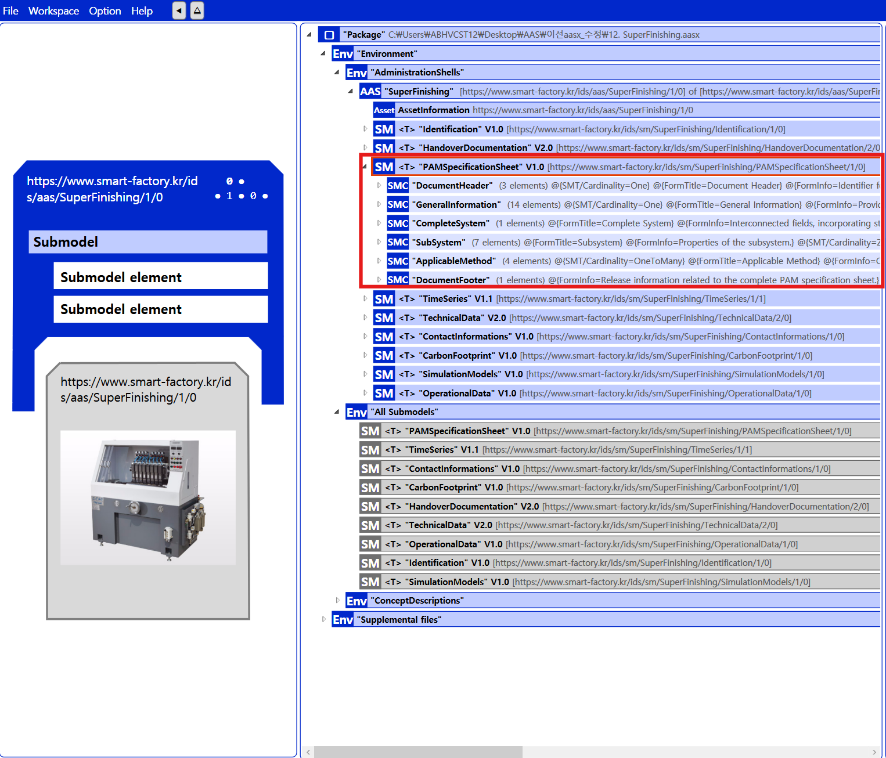 File Workspace Option Help
https://www.smart-factory.kr/id
s/aas/SuperFinishing/1/0
0
1 0
Submodel
Submodel element
Submodel element
https://www.smart-factory.kr/id
s/aas/SuperFinishing/1/0
"Package" C:₩Users₩ABHVCST12₩Desktop₩AAS₩이션aasx_수정₩12. SuperFinishing.aasx
Env "Environment"
Env "AdministrationShells"
AAS "SuperFinishing" [https://www.smart-factory.kr/ids/aas/SuperFinishing/1/0] of [https://www.smart-factory.kr/ids/aas/SuperFin
Asset AssetInformation https://www.smart-factory.kr/ids/aas/SuperFinishing/1/0
SM <T> "Identification" V1.0 [https://www.smart-factory.kr/ids/sm/SuperFinishing/Identification/1/0]
SM <T> "HandoverDocumentation" V2.0 [https://www.smart-factory.kr/ids/sm/SuperFinishing/HandoverDocumentation/2/0
SM <T> "PAMSpecificationSheet" V1.0 [https://www.smart-factory.kr/ids/sm/SuperFinishing/PAMSpecificationSheet/1/0]
SMC "DocumentHeader" (3 elements) @{SMT/Cardinality=One} @{FormTitle=Document Header} @{FormInfo=Identifier
SMC "GeneralInformation" (14 elements) @{SMT/Cardinality=One} @{FormTitle=General Information} @{FormInfo=Provi
SMC "CompleteSystem" (1 elements) @{FormTitle=Complete System} @{FormInfo=Interconnected fields, incorporating st
SMC "SubSystem" (7 elements) @{FormTitle=Subsystem} @{FormInfo=Properties of the subsystem.} @{SMT/Cardinality=Z
SMC "ApplicableMethod" (4 elements) @{SMT/Cardinality=OneToMany} @{FormTitle=Applicable Method} @{FormInfo=
SMC "DocumentFooter" (1 elements) @{FormInfo=Release information related to the complete PAM specification sheet.}
SM <T> "TimeSeries" V1.1 [https://www.smart-factory.kr/ids/sm/SuperFinishing/TimeSeries/1/1]
SM <T> "TechnicalData" V2.0 [https://www.smart-factory.kr/ids/sm/SuperFinishing/TechnicalData/2/0]
SM <T> "ContactInformations" V1.0 [https://www.smart-factory.kr/ids/sm/SuperFinishing/ContactInformations/1/0]
SM <T> "CarbonFootprint" V1.0 [https://www.smart-factory.kr/ids/sm/SuperFinishing/CarbonFootprint/1/0]
SM <T> "SimulationModels" V1.0 [https://www.smart-factory.kr/ids/sm/SuperFinishing/SimulationModels/1/0]
SM <T> "OperationalData" V1.0 [https://www.smart-factory.kr/ids/sm/SuperFinishing/OperationalData/1/0]
Env "All Submodels"
SM <T> "PAMSpecificationSheet" V1.0 [https://www.smart-factory.kr/ids/sm/SuperFinishing/PAMSpecificationSheet/1/0]
SM <T> "TimeSeries" V1.1 [https://www.smart-factory.kr/ids/sm/SuperFinishing/TimeSeries/1/1]
SM <T> "ContactInformations" V1.0 [https://www.smart-factory.kr/ids/sm/SuperFinishing/ContactInformations/1/0]
SM <T> "CarbonFootprint" V1.0 [https://www.smart-factory.kr/ids/sm/SuperFinishing/CarbonFootprint/1/0]
SM <T> "HandoverDocumentation" V2.0 [https://www.smart-factory.kr/ids/sm/SuperFinishing/HandoverDocumentation/2/0]
SM <T> "TechnicalData" V2.0 [https://www.smart-factory.kr/ids/sm/SuperFinishing/TechnicalData/2/0]
SM <T> "OperationalData" V1.0 [https://www.smart-factory.kr/ids/sm/SuperFinishing/OperationalData/1/0]
SM <T> "Identification" V1.0 [https://www.smart-factory.kr/ids/sm/SuperFinishing/Identification/1/0]
SM <T> "SimulationModels" V1.0 [https://www.smart-factory.kr/ids/sm/SuperFinishing/SimulationModels/1/0]
Env "ConceptDescriptions"
Env "Supplemental files"